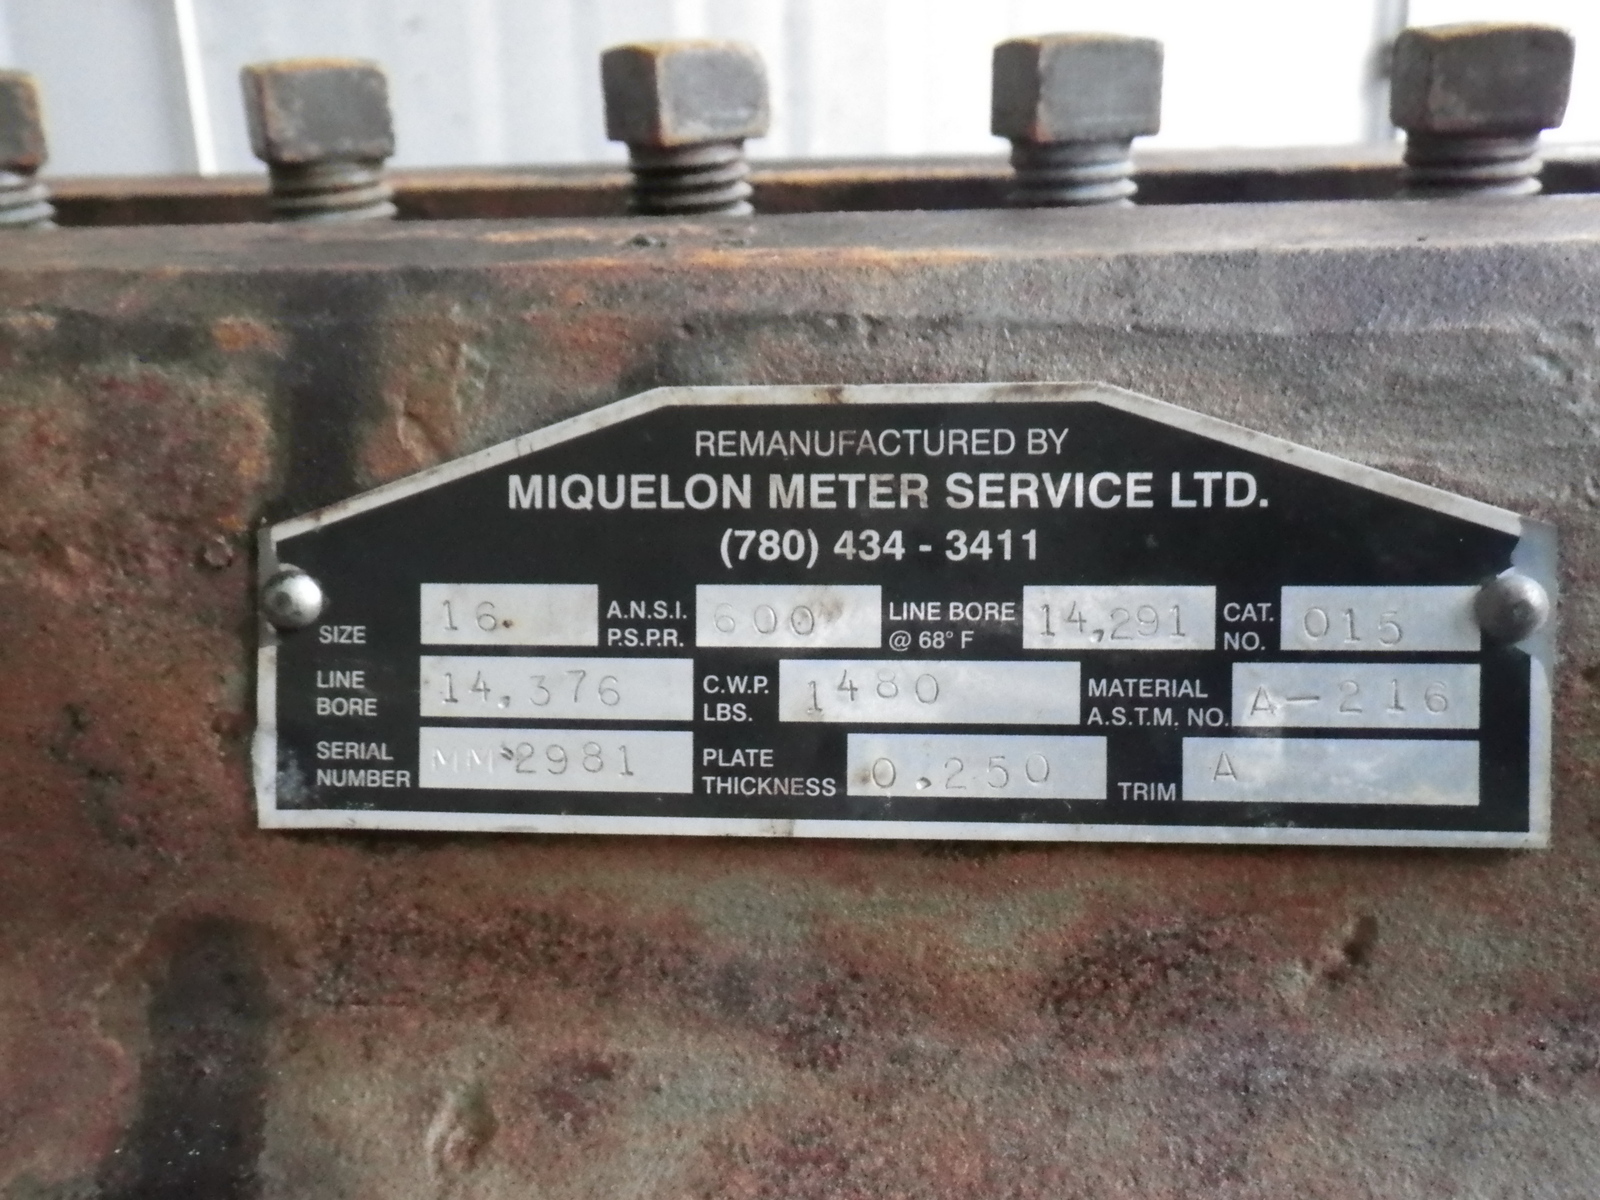 REMANUFACTURED BY
MIQUELON METER SERVICE LTD.
(780) 434 - 3411
SIZE 16. A.N.S.I. P.S.P.R. 600 LINE BORE @ 68° F 14.291 CAT. NO. 015
LINE BORE 14.376 C.W.P. LBS. 1480 MATERIAL A.S.T.M. NO. A-216
SERIAL NUMBER MM-2981 PLATE THICKNESS 0.250 TRIM A